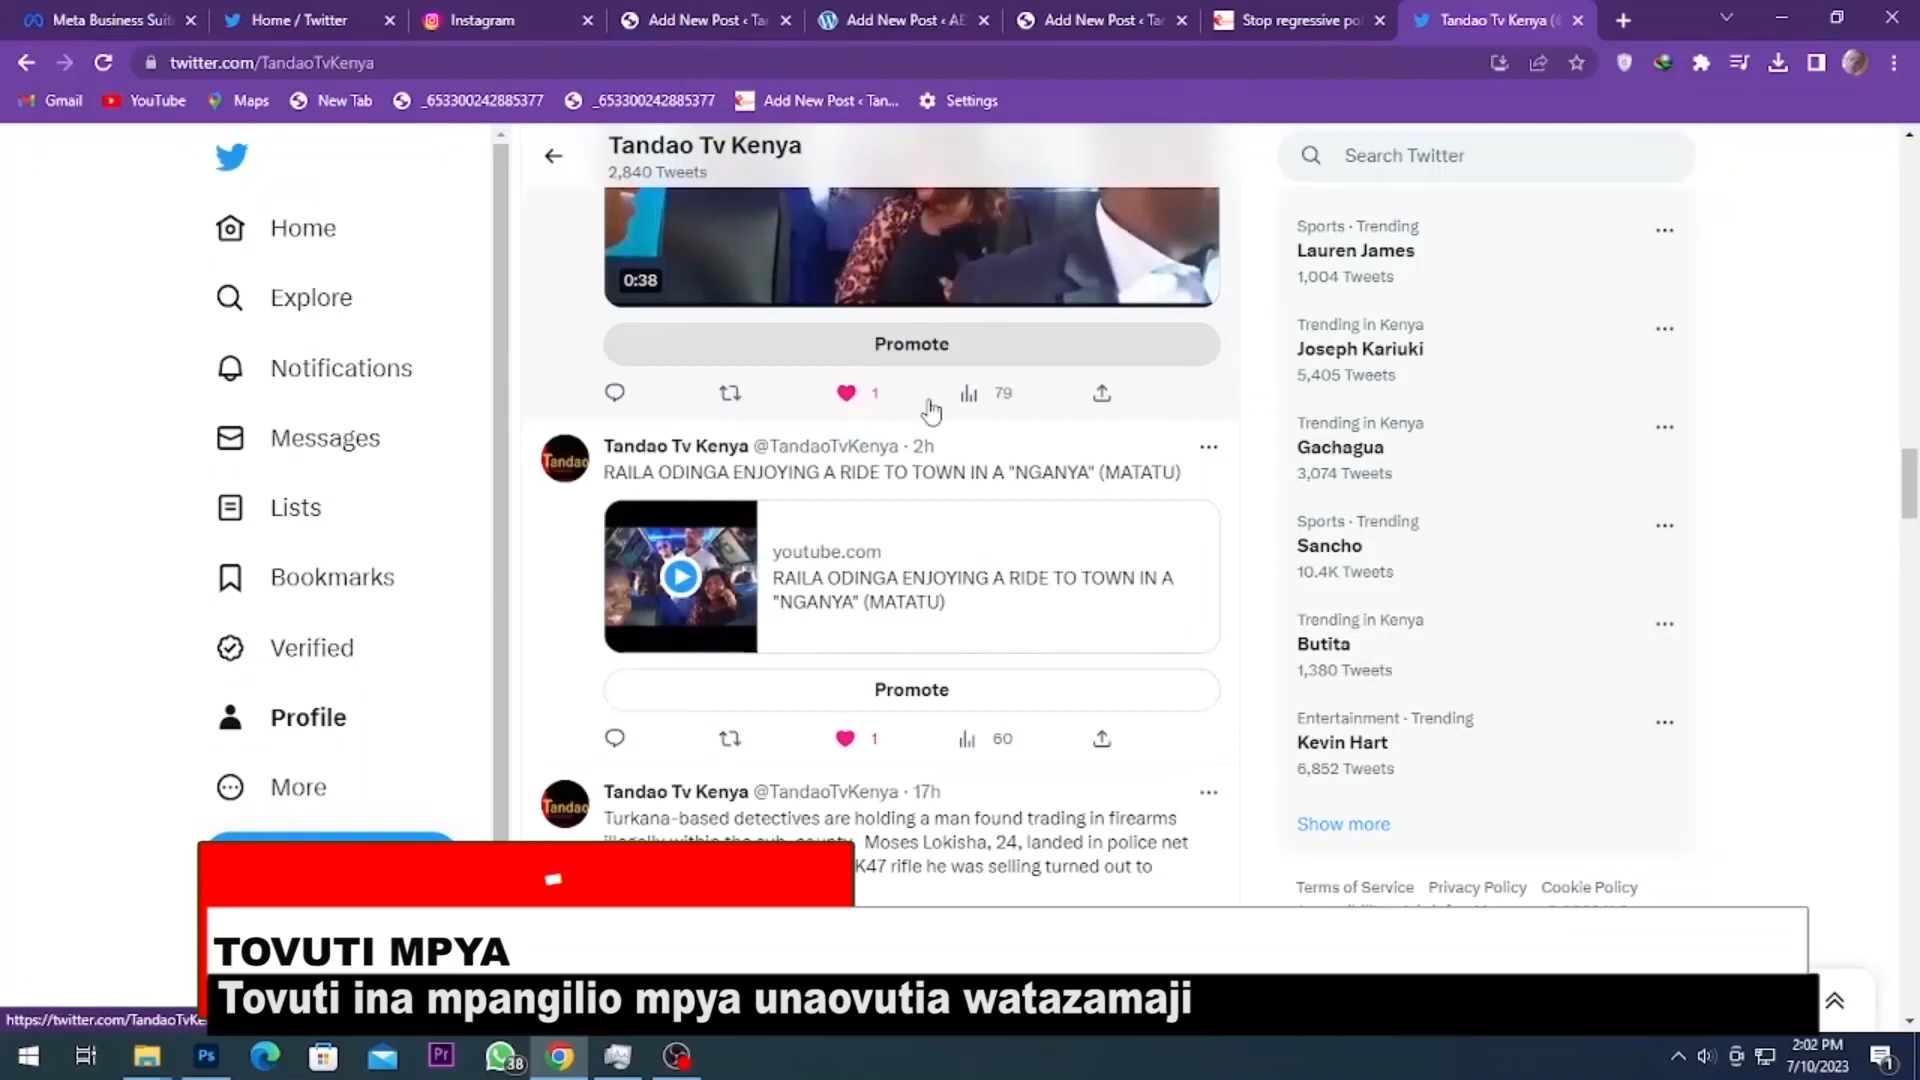 Meta Business Suit
Home / Twitter
Instagram
Add New Post ‹ Ta
Add New Post ‹ AE
Add New Post ‹ Ta
Stop regressive po
Tandao Tv Kenya (
twitter.com/TandaoTvKenya
Gmail
YouTube
Maps
New Tab
_653300242885377
_653300242885377
Add New Post ‹ Tan...
Settings
Home
Explore
Notifications
Messages
Lists
Bookmarks
Verified
Profile
More
Tandao Tv Kenya
2,840 Tweets
0:38
Promote
1
79
Tandao
Tandao Tv Kenya @TandaoTvKenya · 2h
RAILA ODINGA ENJOYING A RIDE TO TOWN IN A "NGANYA" (MATATU)
youtube.com
RAILA ODINGA ENJOYING A RIDE TO TOWN IN A
"NGANYA" (MATATU)
Promote
1
60
Tandao
Tandao Tv Kenya @TandaoTvKenya · 17h
Turkana-based detectives are holding a man found trading in firearms
illegally within the sub-county. Moses Lokisha, 24, landed in police net
K47 rifle he was selling turned out to
Search Twitter
Sports · Trending
Lauren James
1,004 Tweets
Trending in Kenya
Joseph Kariuki
5,405 Tweets
Trending in Kenya
Gachagua
3,074 Tweets
Sports · Trending
Sancho
10.4K Tweets
Trending in Kenya
Butita
1,380 Tweets
Entertainment · Trending
Kevin Hart
6,852 Tweets
Show more
Terms of Service Privacy Policy Cookie Policy
TOVUTI MPYA
Tovuti ina mpangilio mpya unaovutia watazamaji
https://twitter.com/TandaoTvKe
Ps
Pr
38
2:02 PM
7/10/2023
1